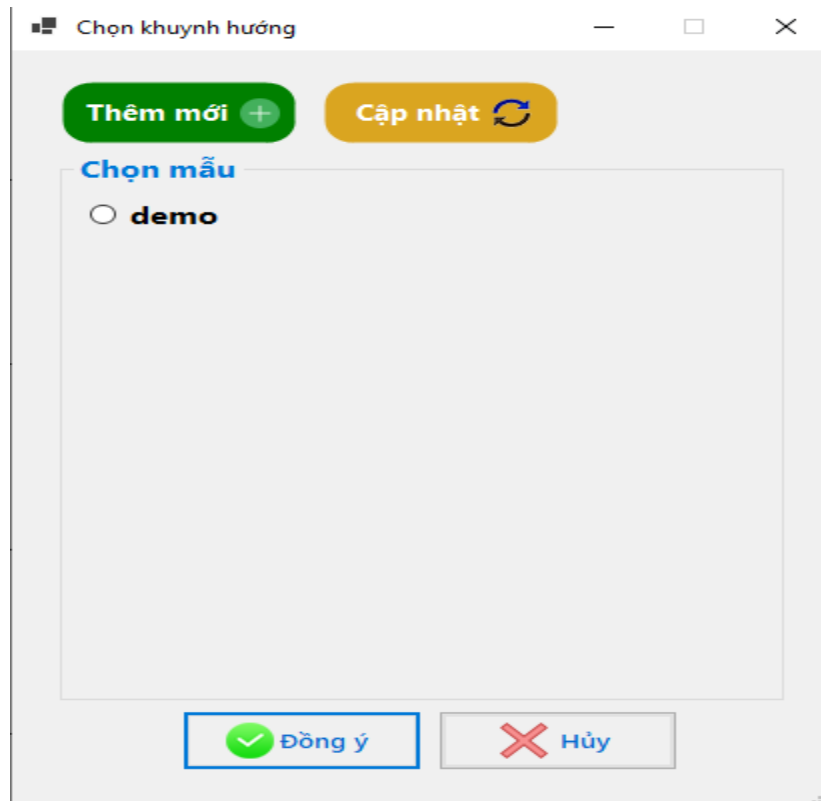 Chọn khuynh hướng
Thêm mới Cập nhật
Chọn mẫu
demo
Đồng ý Hủy